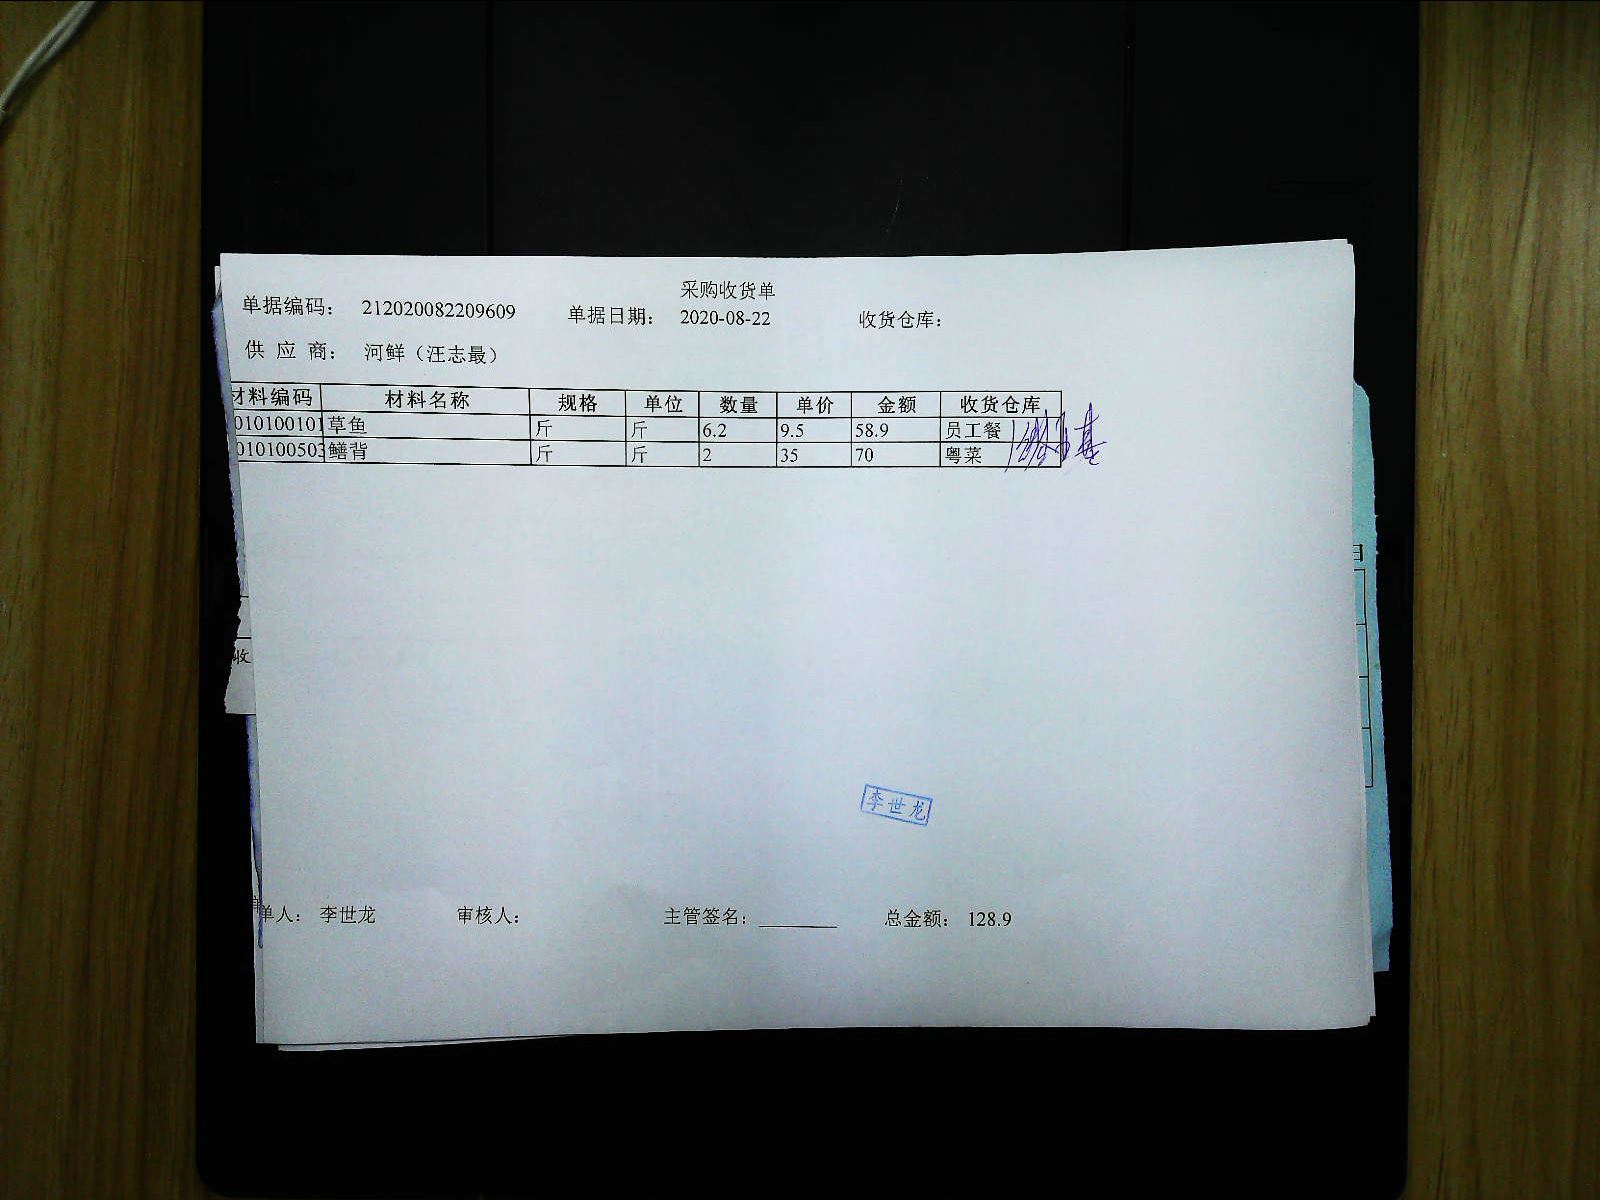 采购收货单
单据编码： 212020082209609 单据日期： 2020-08-22 收货仓库：
供 应 商： 河鲜（汪志最）
材料编码 材料名称 规格 单位 数量 单价 金额 收货仓库
010100101 草鱼 斤 斤 6.2 9.5 58.9 员工餐
010100503 鳝背 斤 斤 2 35 70 粤菜
日
收
李世龙
单人： 李世龙 审核人： 主管签名： 总金额： 128.9